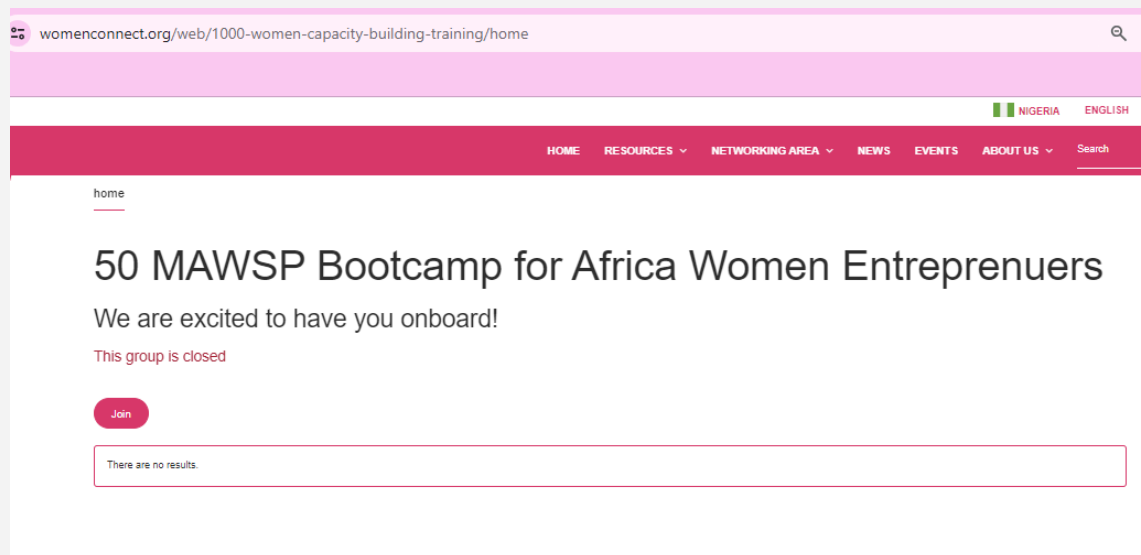 womenconnect.org/web/1000-women-capacity-building-training/home
NIGERIA ENGLISH
HOME RESOURCES NETWORKING AREA NEWS EVENTS ABOUT US Search
home
50 MAWSP Bootcamp for Africa Women Entreprenuers
We are excited to have you onboard!
This group is closed
Join
There are no results.